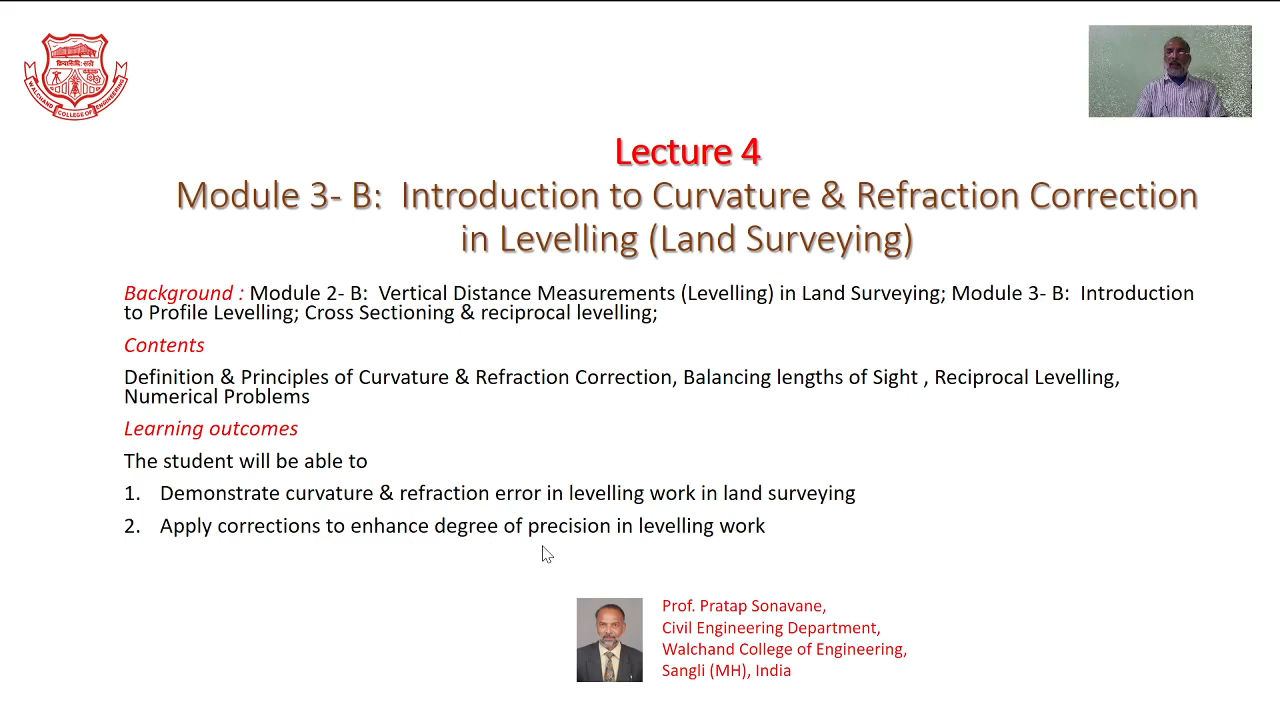 WALCHAND COLLEGE OF ENGINEERING
Lecture 4
Module 3- B:  Introduction to Curvature & Refraction Correction
in Levelling (Land Surveying)
Background : Module 2- B:  Vertical Distance Measurements (Levelling) in Land Surveying; Module 3- B:  Introduction
to Profile Levelling; Cross Sectioning & reciprocal levelling;
Contents
Definition & Principles of Curvature & Refraction Correction, Balancing lengths of Sight , Reciprocal Levelling,
Numerical Problems
Learning outcomes
The student will be able to
1.  Demonstrate curvature & refraction error in levelling work in land surveying
2.  Apply corrections to enhance degree of precision in levelling work
Prof. Pratap Sonavane,
Civil Engineering Department,
Walchand College of Engineering,
Sangli (MH), India